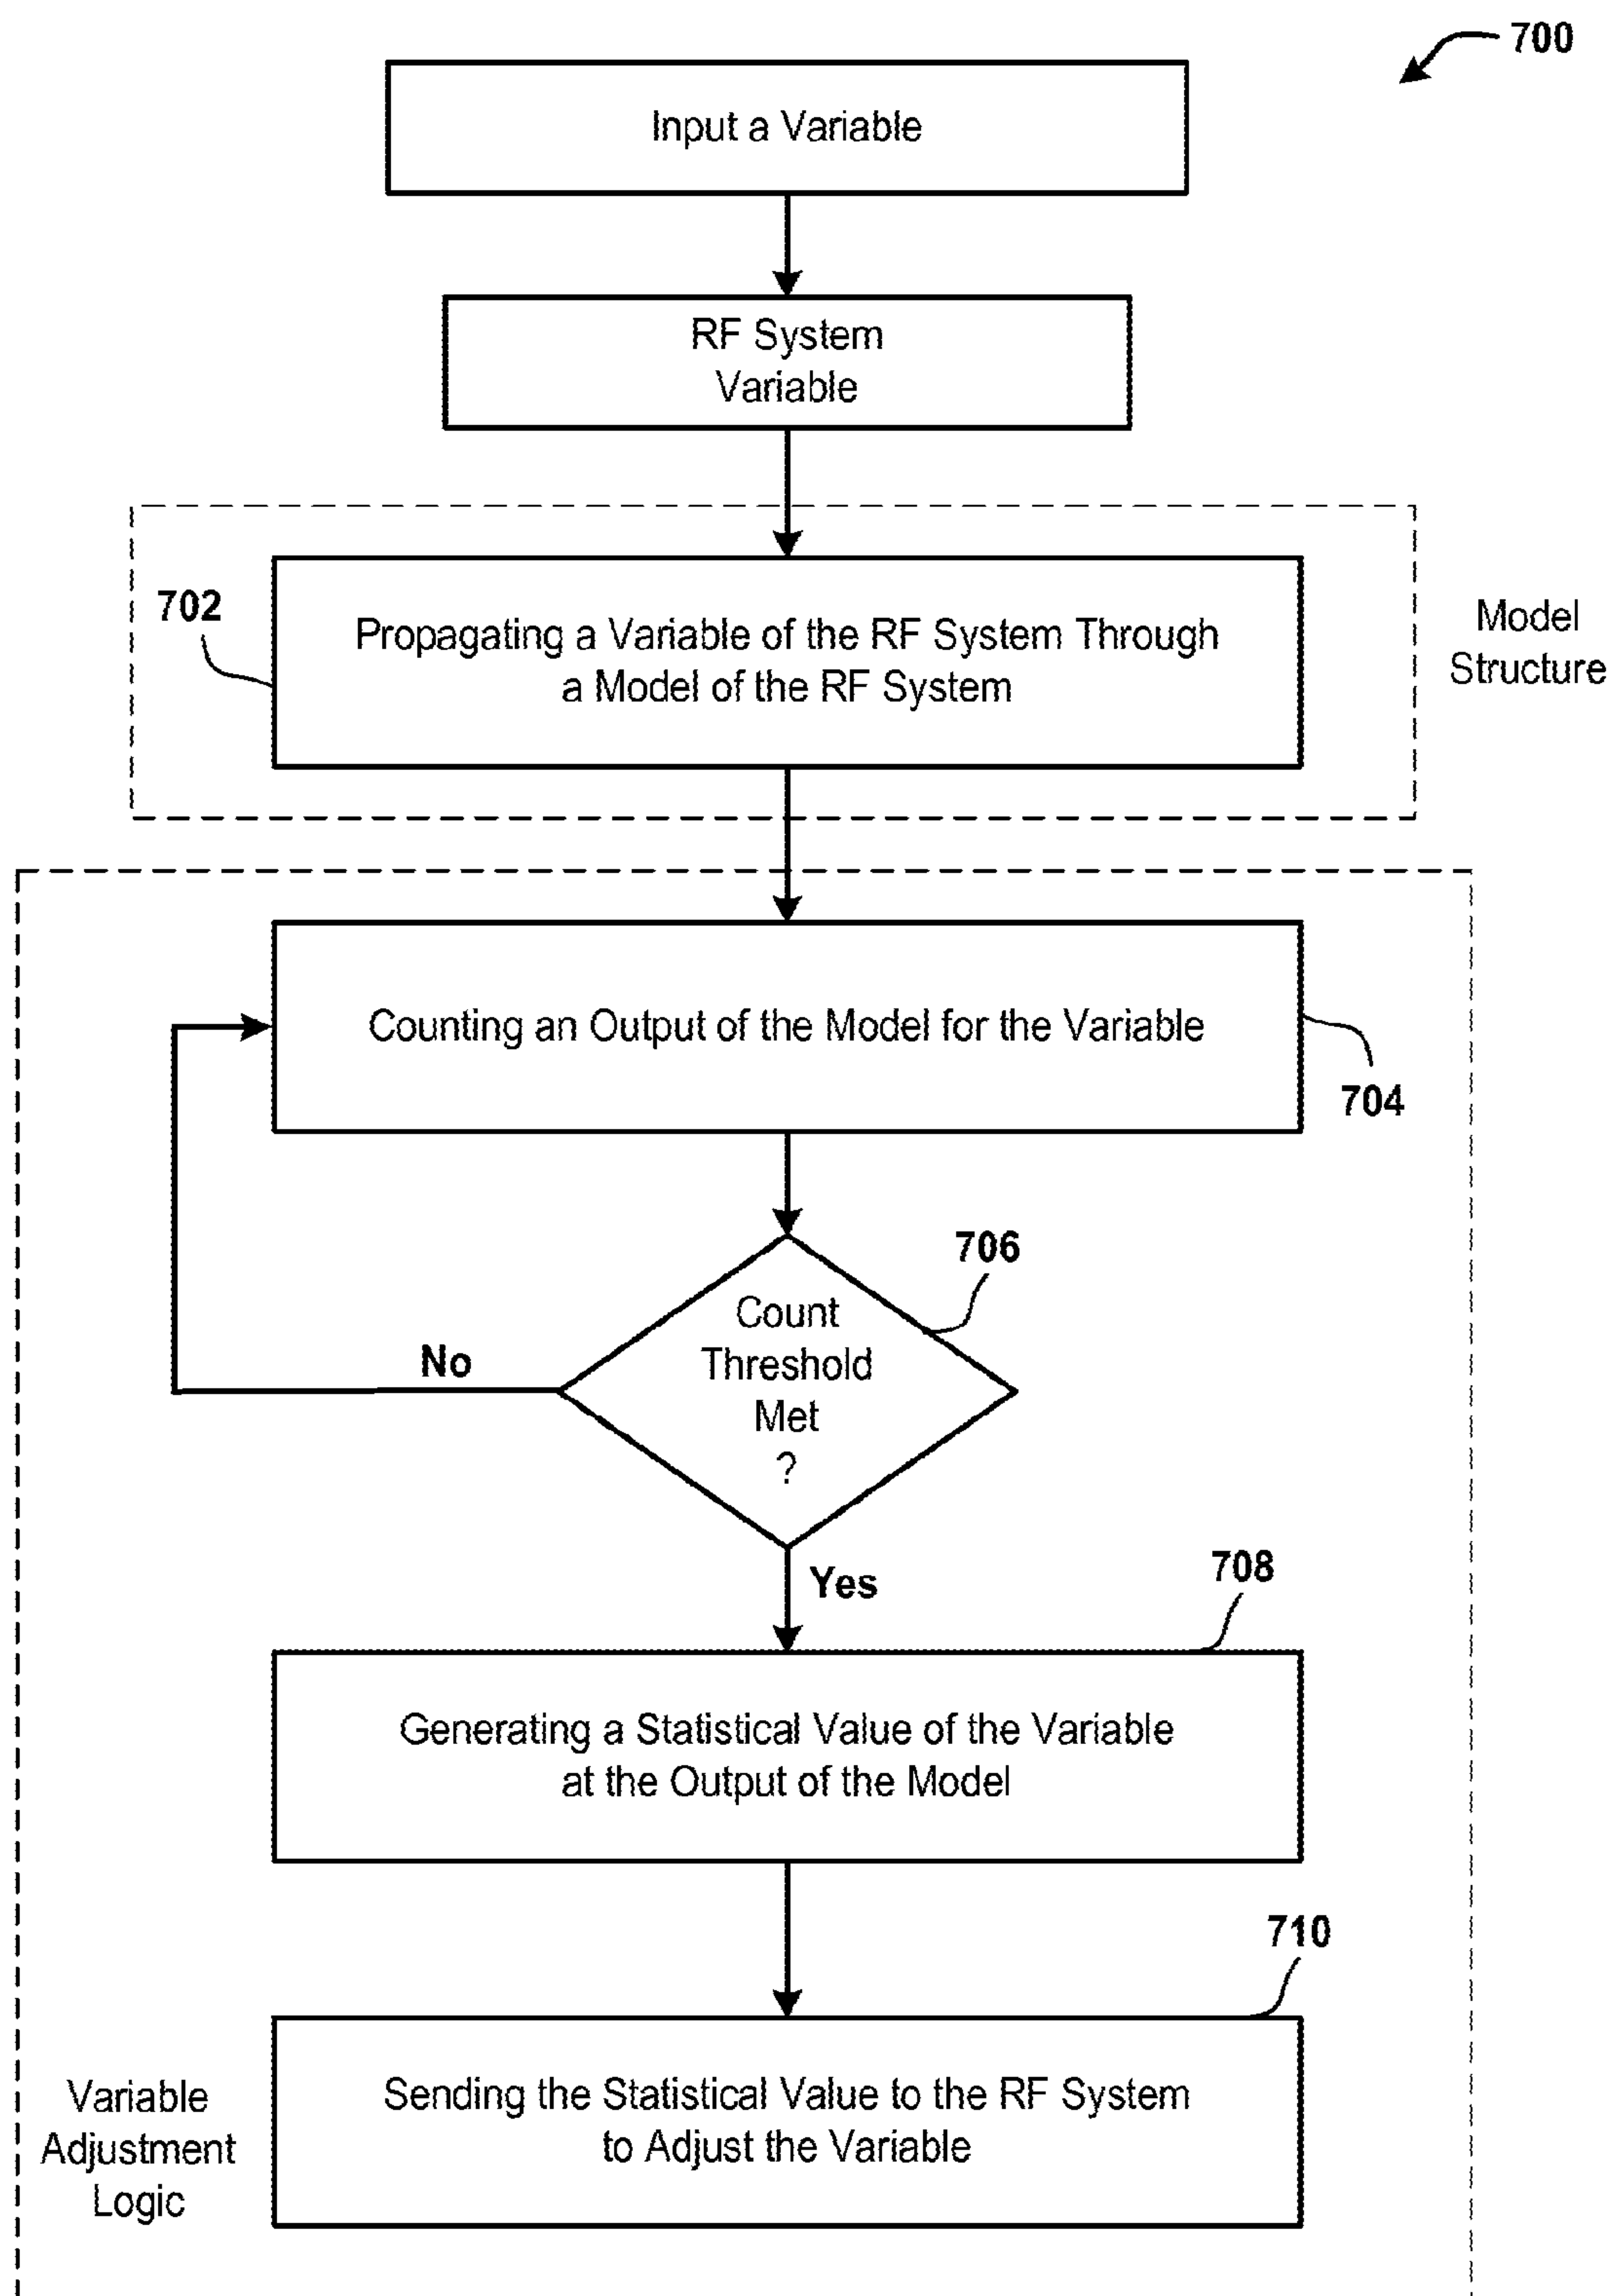 700
Input a Variable
RF System
Variable
702
Propagating a Variable of the RF System Through
a Model of the RF System
Model
Structure
Counting an Output of the Model for the Variable
704
706
Count
Threshold
Met
?
No
Yes
708
Generating a Statistical Value of the Variable
at the Output of the Model
710
Sending the Statistical Value to the RF System
to Adjust the Variable
Variable
Adjustment
Logic